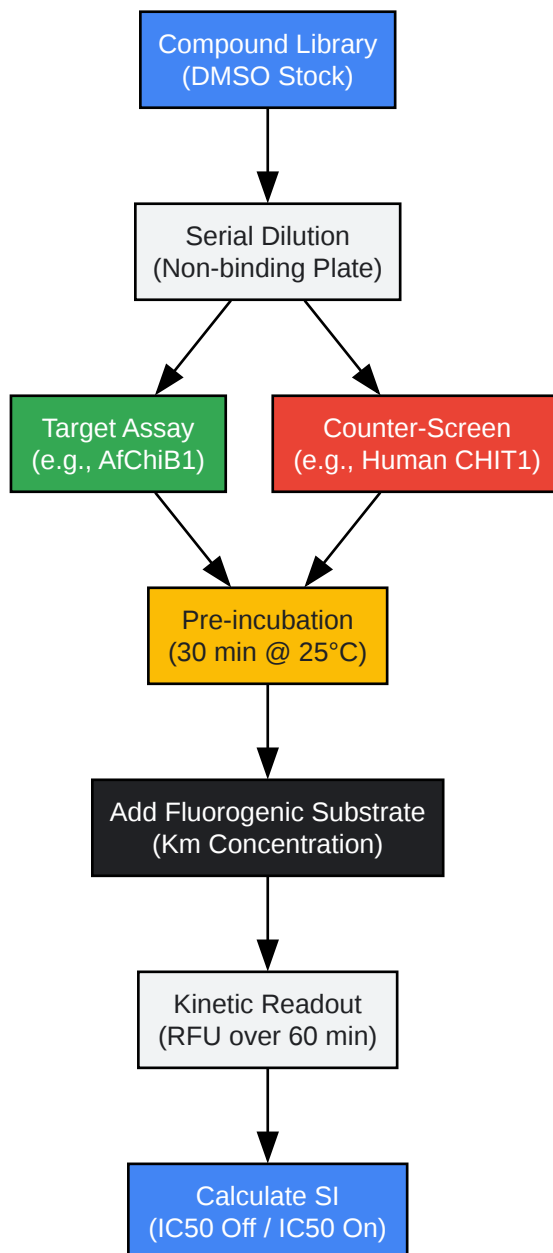 Compound Library
(DMSO Stock)
Serial Dilution
(Non-binding Plate)
Target Assay
(e.g., AfChiB1)
Counter-Screen
(e.g., Human CHIT1)
Pre-incubation
(30 min @ 25°C)
Add Fluorogenic Substrate
(Km Concentration)
Kinetic Readout
(RFU over 60 min)
Calculate SI
(IC50 Off / IC50 On)